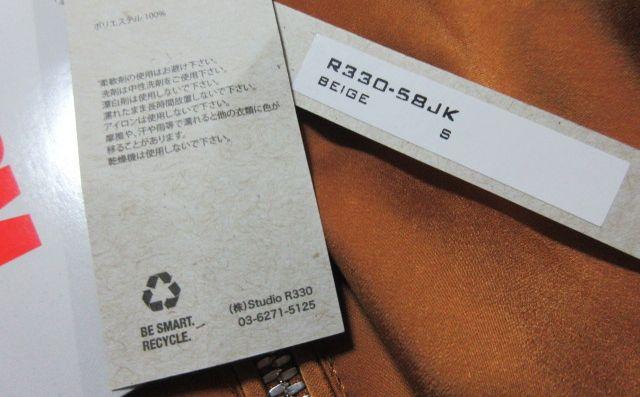 ポリエステル 100%
柔軟剤の使用はお避け下さい。
洗剤は中性洗剤をご使用下さい。
漂白剤は使用しないで下さい。
濡れたまま長時間放置しないで下さい。
アイロンは使用しないで下さい。
摩擦や、汗や雨等で濡れると他の衣類に色が
移ることがあります。
乾燥機は使用しないで下さい。
BE SMART.
RECYCLE.
(株)Studio R330
03-6271-5125
R330-58JK
BEIGE S